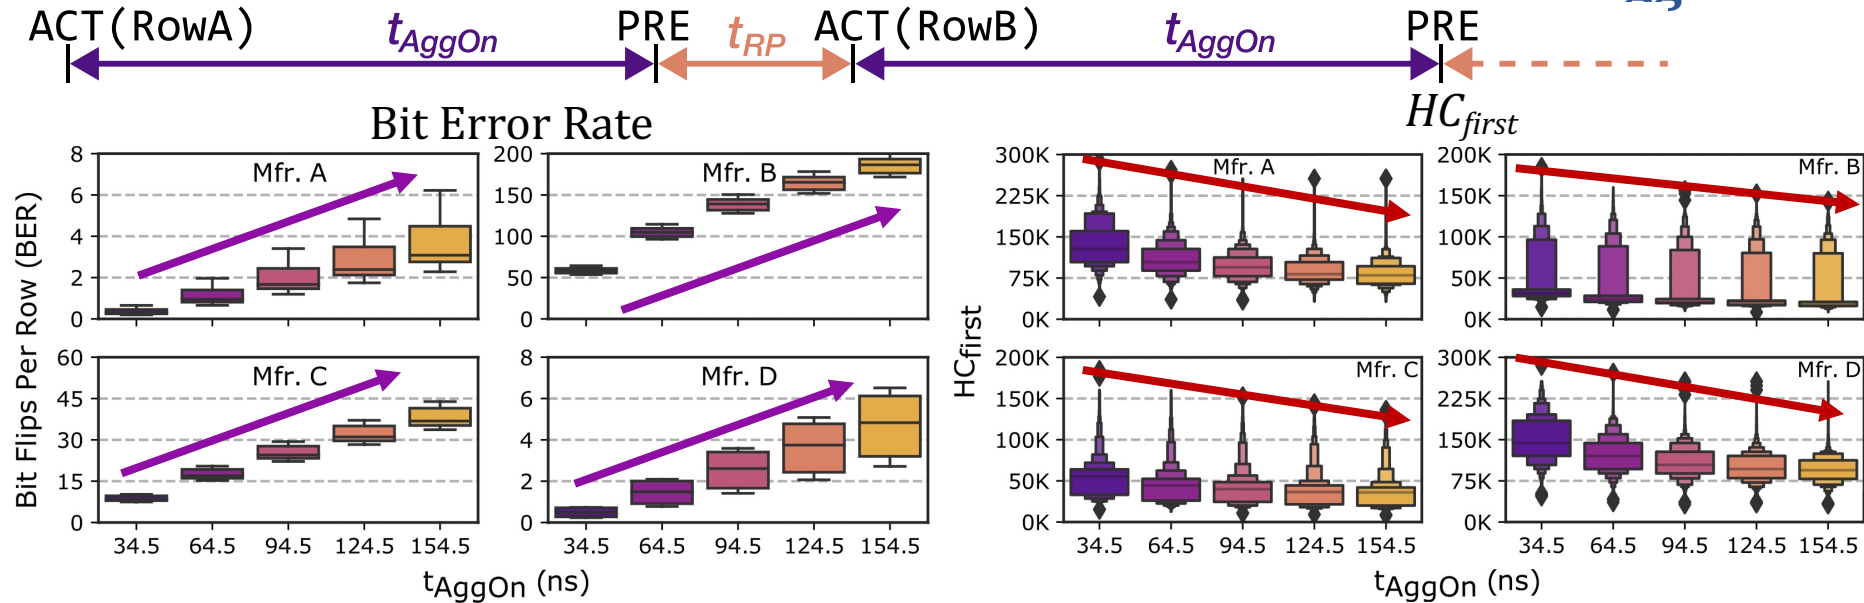 ACT(RowA) tAggOn PRE tRP ACT(RowB) tAggOn PRE
Bit Error Rate
HCfirst
Bit Flips Per Row (BER)
8
6
4
2
0
Mfr. A
200
150
100
50
0
Mfr. B
60
45
30
15
0
Mfr. C
34.5 64.5 94.5 124.5 154.5
8
6
4
2
0
Mfr. D
34.5 64.5 94.5 124.5 154.5
tAggOn (ns)
HCfirst
300K
225K
150K
75K
0K
Mfr. A
200K
150K
100K
50K
0K
Mfr. B
200K
150K
100K
50K
0K
Mfr. C
34.5 64.5 94.5 124.5 154.5
300K
225K
150K
75K
0K
Mfr. D
34.5 64.5 94.5 124.5 154.5
tAggOn (ns)